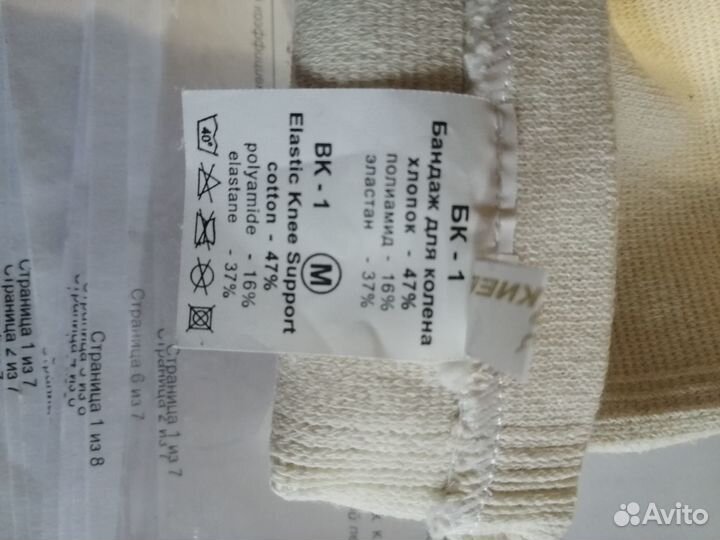 БК - 1
Бандаж для колена
хлопок - 47%
полиамид - 16%
эластан - 37%
M
BK - 1
Elastic Knee Support
cotton - 47%
polyamide - 16%
elastane - 37%
40°
Страница 1 из 7
Страница 2 из 7
Страница 1 из 8
Страница 6 из 7
Страница 1 из 7
Страница 2 из 7
Avito